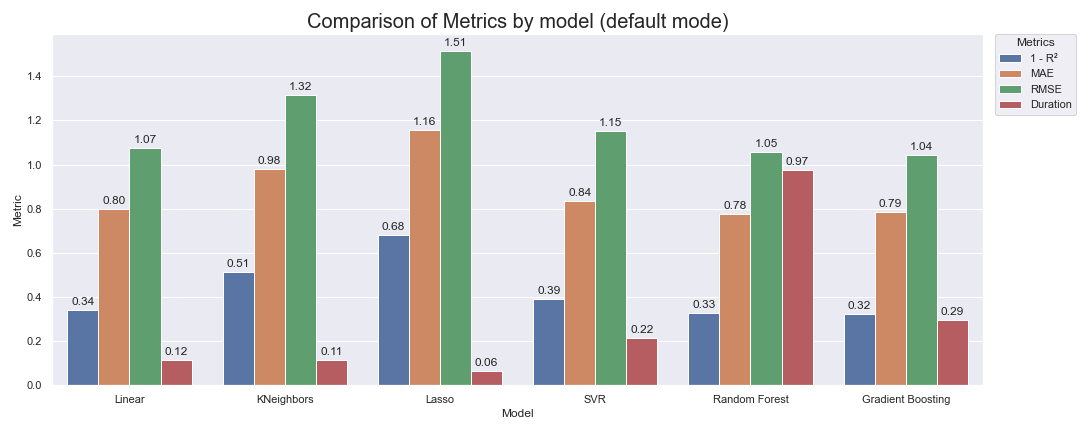 Comparison of Metrics by model (default mode)
Metrics
1 - R²
MAE
RMSE
Duration
Metric
1.4
1.2
1.0
0.8
0.6
0.4
0.2
0.0
0.34 0.80 1.07 0.12
0.51 0.98 1.32 0.11
0.68 1.16 1.51 0.06
0.39 0.84 1.15 0.22
0.33 0.78 1.05 0.97
0.32 0.79 1.04 0.29
Linear KNeighbors Lasso SVR Random Forest Gradient Boosting
Model